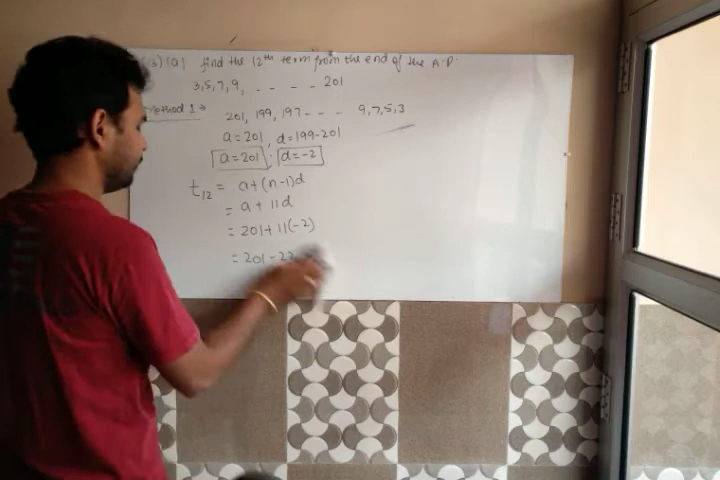 3)(a) find the 12th term from the end of the A.P.
3,5,7,9, - - - - 201
method 1 ⇒
201, 199, 197 - - - 9,7,5,3
a=201, d=199-201
a=201 ; d=-2
t12 = a+(n-1)d
= a + 11d
= 201+11(-2)
= 201-22